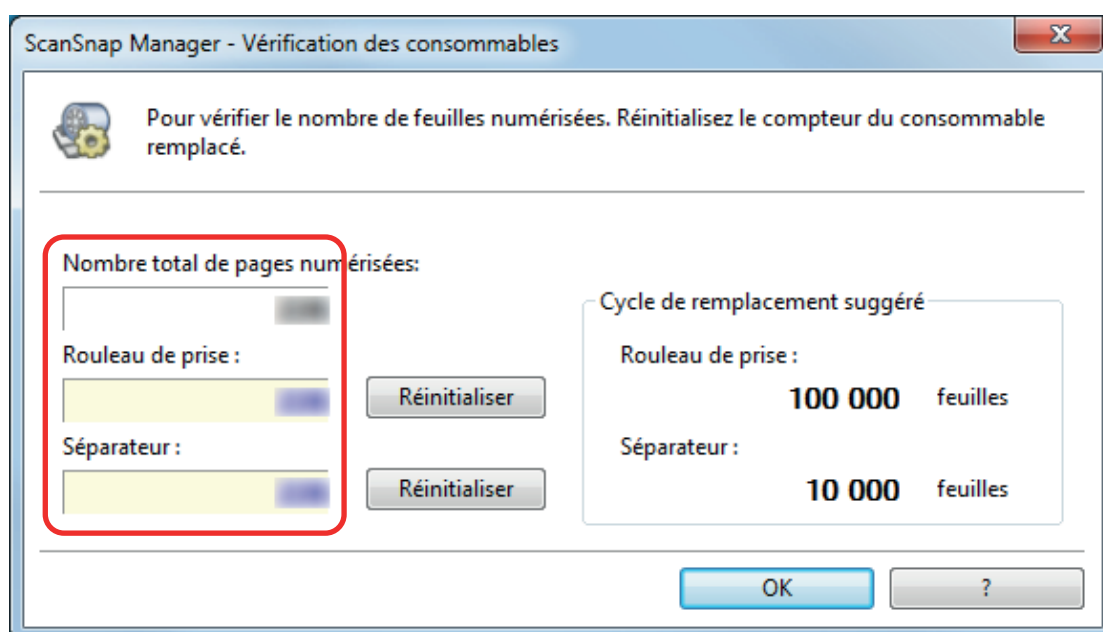 ScanSnap Manager - Vérification des consommables
Pour vérifier le nombre de feuilles numérisées. Réinitialisez le compteur du consommable
remplacé.
Nombre total de pages numérisées:
Rouleau de prise :
Réinitialiser
Séparateur :
Réinitialiser
Cycle de remplacement suggéré
Rouleau de prise :
100 000 feuilles
Séparateur :
10 000 feuilles
OK
?